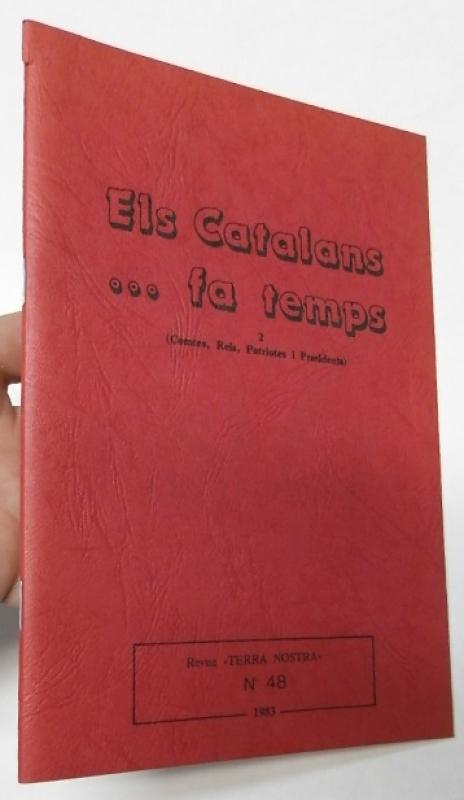 Els Catalans
... fa temps
2
(Comtes, Reis, Patriotes i Presidents)
Revue «TERRA NOSTRA»
N° 48
1983